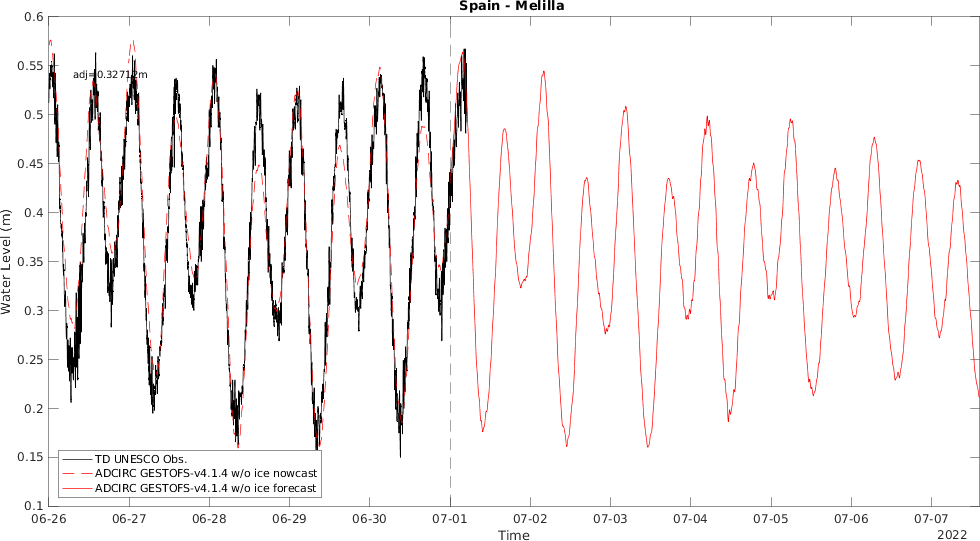 Spain - Melilla
0.6
0.55
0.5
0.45
0.4
0.35
0.3
0.25
0.2
0.15
0.1
Water Level (m)
adj=0.32712m
TD UNESCO Obs.
ADCIRC GESTOFS-v4.1.4 w/o ice nowcast
ADCIRC GESTOFS-v4.1.4 w/o ice forecast
06-26 06-27 06-28 06-29 06-30 07-01 07-02 07-03 07-04 07-05 07-06 07-07
Time
2022